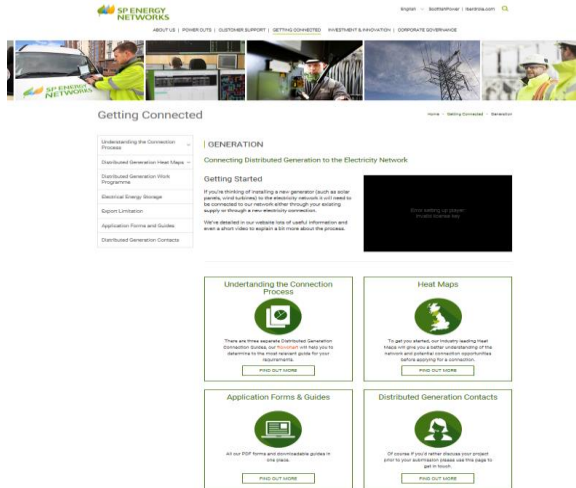 SP ENERGY
NETWORKS
English
ScottishPower | Iberdrola.com
ABOUT US | POWER CUTS | CUSTOMER SUPPORT | GETTING CONNECTED INVESTMENT & INNOVATION | CORPORATE GOVERNANCE
SP ENERGY
NETWORKS
Getting Connected
Home - Getting Connected - Generation
Understanding the Connection
Process
Distributed Generation Heat Maps
Distributed Generation Work
Programme
Electrical Energy Storage
Export Limitation
Application Forms and Guides
Distributed Generation Contacts
GENERATION
Connecting Distributed Generation to the Electricity Network
Getting Started
If you're thinking of installing a new generator (such as solar
panels, wind turbines) to the electricity network it will need to
be connected to our network either through your existing
supply or through a new electricity connection.
We've detailed in our website lots of useful information and
even a short video to explain a bit more about the process.
Error setting up player:
Invalid license key
Undertanding the Connection
Process
There are three separate Distributed Generation
Connection Guides, our flowchart will help you to
determine to the most relevant guide for your
requirements.
FIND OUT MORE
Heat Maps
To get you started, our industry leading Heat
Maps will give you a better understanding of the
network and potential connection opportunities
before applying for a connection.
FIND OUT MORE
Application Forms & Guides
All our PDF forms and downloadable guides in
one place.
FIND OUT MORE
Distributed Generation Contacts
Of course if you'd rather discuss your project
prior to your submission please use this page to
get in touch.
FIND OUT MORE